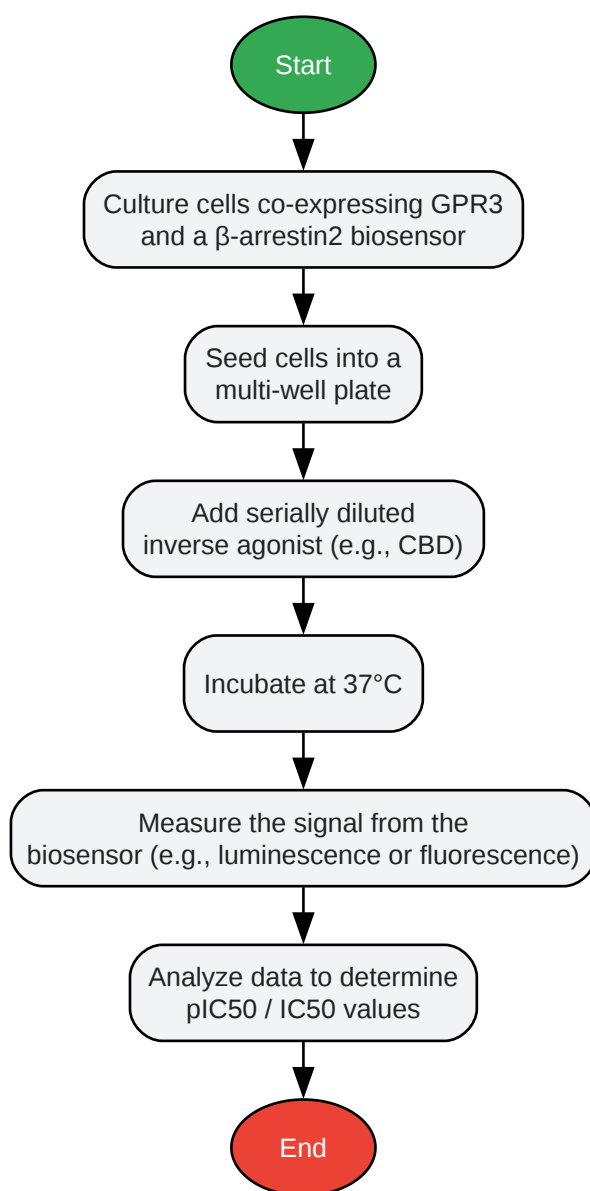 Start
Culture cells co-expressing GPR3
and a β-arrestin2 biosensor
Seed cells into a
multi-well plate
Add serially diluted
inverse agonist (e.g., CBD)
Incubate at 37°C
Measure the signal from the
biosensor (e.g., luminescence or fluorescence)
Analyze data to determine
pIC50 / IC50 values
End